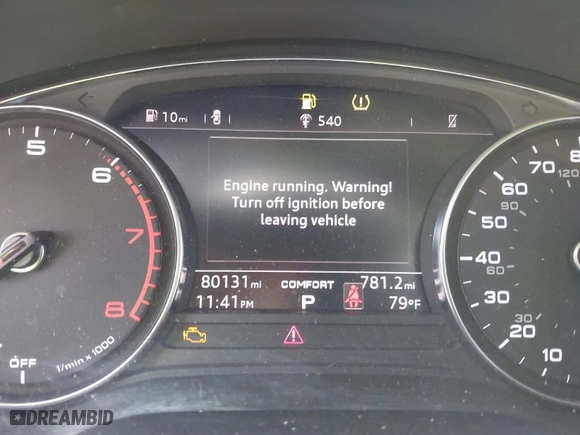 10mi
540
Engine running. Warning!
Turn off ignition before
leaving vehicle
80131mi COMFORT 781.2mi
11:41PM P 79°F
5 6 7 8
OFF
1/min x 1000
80 70 60 50 40 30 20 10
120 90 60 30
DREAMBID